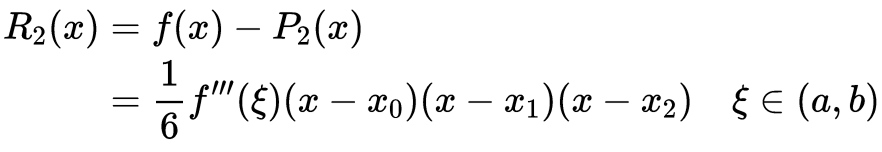 R₂(x) = f(x) − P₂(x)
= 1/6 f‴(ξ)(x − x₀)(x − x₁)(x − x₂)  ξ ∈ (a, b)